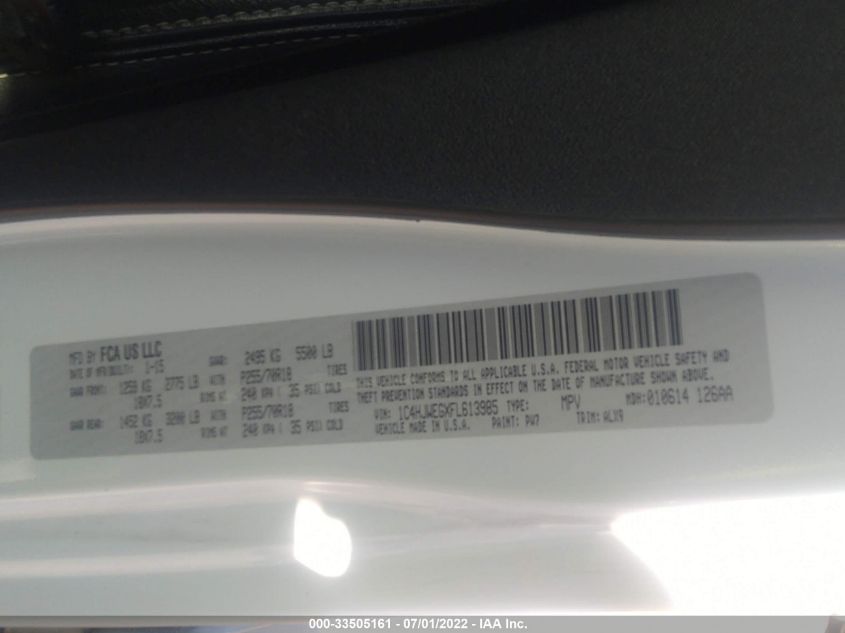 MFD BY FCA US LLC
DATE OF MFR(BUILT): 1-15 GVWR: 2495 KG 5500 LB
GAWR FRONT: 1259 KG 2775 LB WITH P255/70R18 TIRES
18X7.5 RIMS AT 240 KPA ( 35 PSI) COLD
GAWR REAR: 1452 KG 3200 LB WITH P255/70R18 TIRES
18X7.5 RIMS AT 240 KPA ( 35 PSI) COLD
THIS VEHICLE CONFORMS TO ALL APPLICABLE U.S.A. FEDERAL MOTOR VEHICLE SAFETY AND
THEFT PREVENTION STANDARDS IN EFFECT ON THE DATE OF MANUFACTURE SHOWN ABOVE.
VIN: 1C4HJWEGXFL613985 TYPE: MPV MDH: 010614 126AA
VEHICLE MADE IN U.S.A. PAINT: PW7 TRIM: ALX9
000-33505161 - 07/01/2022 - IAA Inc.